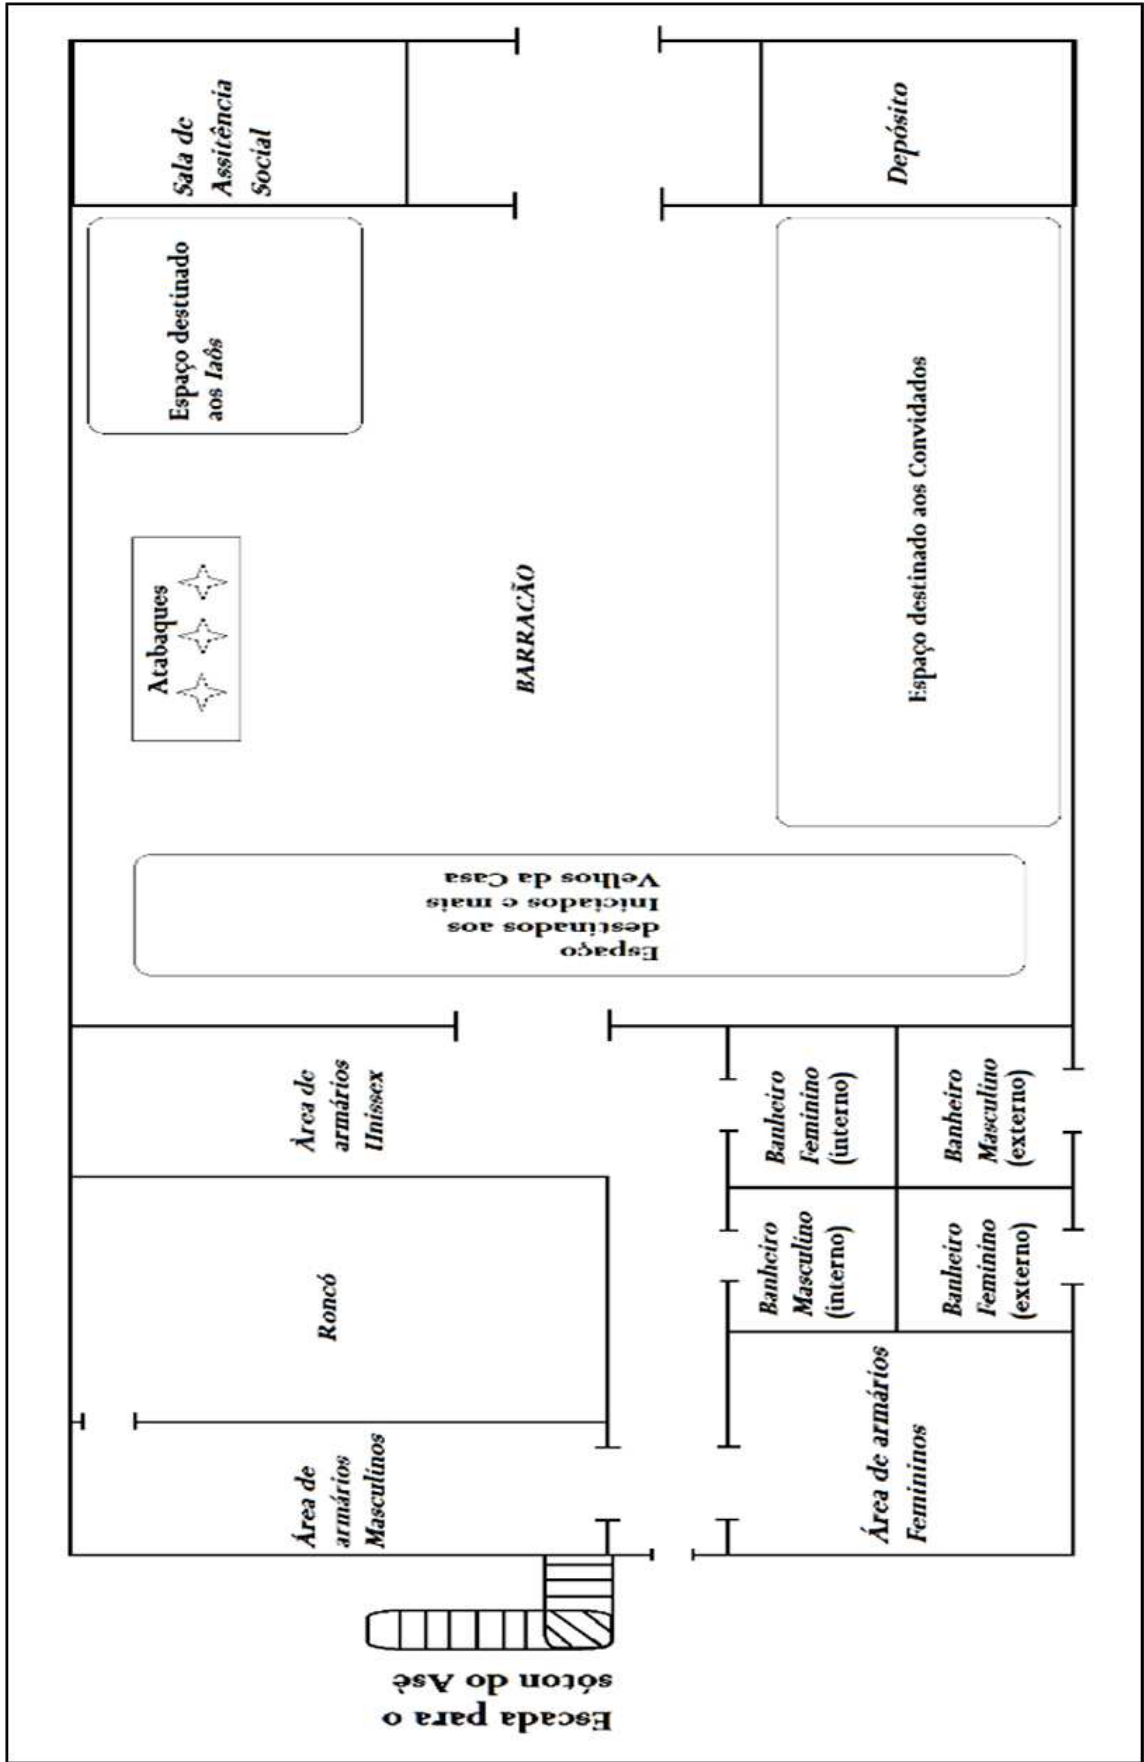 Sala de
Assitência
Social
Depósito
Espaço destinado
aos Iaôs
Atabaques
BARRACÃO
Espaço destinado aos Convidados
Espaço
destinados aos
Iniciados e mais
Velhos da Casa
Área de
armários
Unissex
Banheiro
Feminino
(interno)
Banheiro
Masculino
(externo)
Roncó
Banheiro
Masculino
(interno)
Banheiro
Feminino
(externo)
Área de
armários
Masculinos
Área de armários
Femininos
Escada para o
sóton do Asè